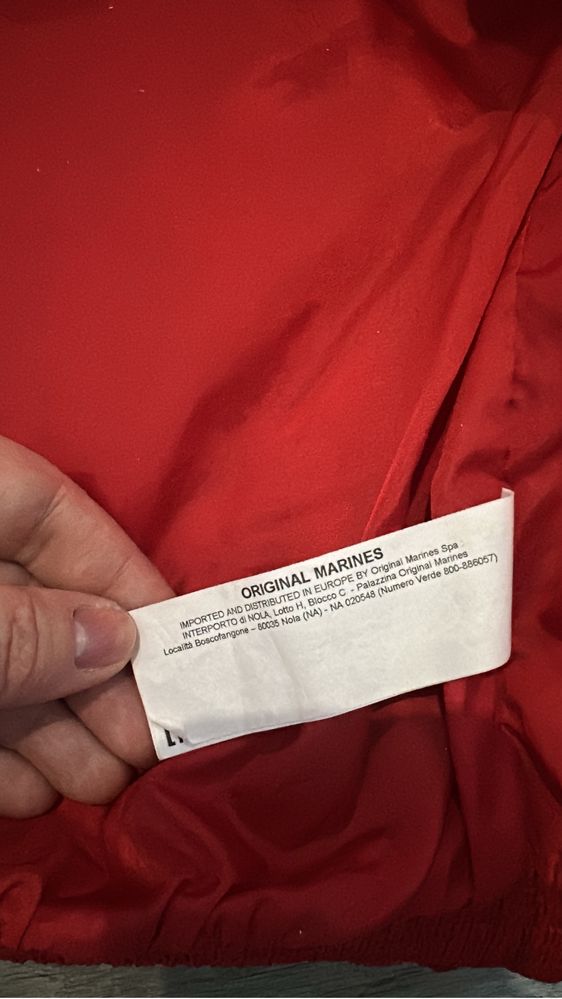 ORIGINAL MARINES
IMPORTED AND DISTRIBUTED IN EUROPE BY Original Marines Spa
INTERPORTO di NOLA, Lotto H, Blocco C - Palazzina Original Marines
Località Boscofangone – 80035 Nola (NA) - NA 020548 (Numero Verde 800-886057)